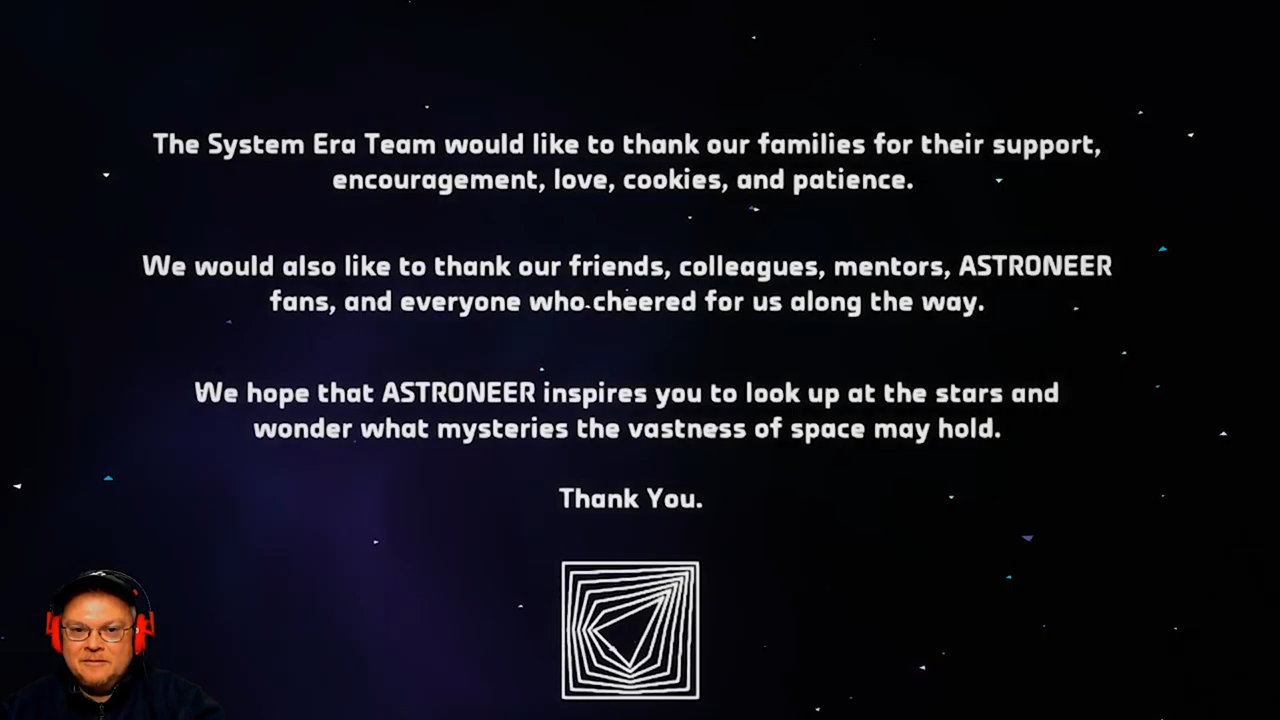 The System Era Team would like to thank our families for their support,
encouragement, love, cookies, and patience.
We would also like to thank our friends, colleagues, mentors, ASTRONEER
fans, and everyone who cheered for us along the way.
We hope that ASTRONEER inspires you to look up at the stars and
wonder what mysteries the vastness of space may hold.
Thank You.